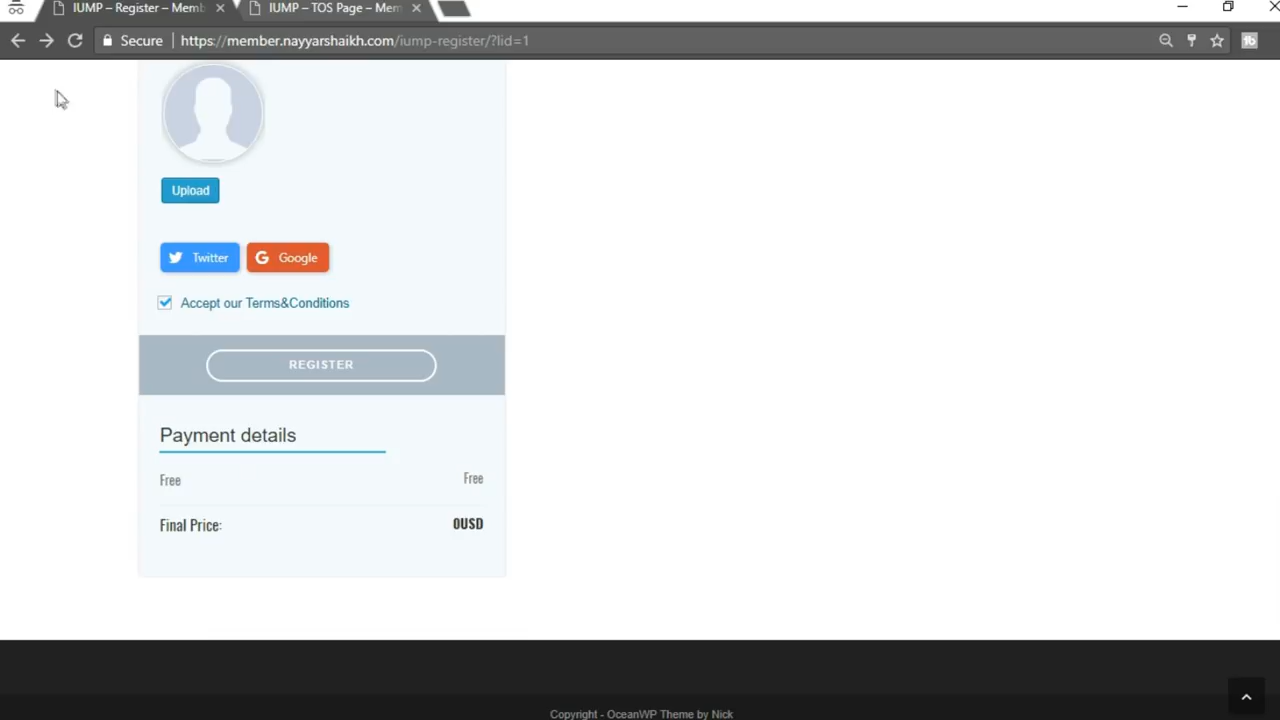 IUMP – Register – Memb
IUMP – TOS Page – Mem
Secure
https://member.nayyarshaikh.com/iump-register/?lid=1
Upload
Twitter
Google
Accept our Terms&Conditions
REGISTER
Payment details
Free Free
Final Price: 0USD
Copyright - OceanWP Theme by Nick